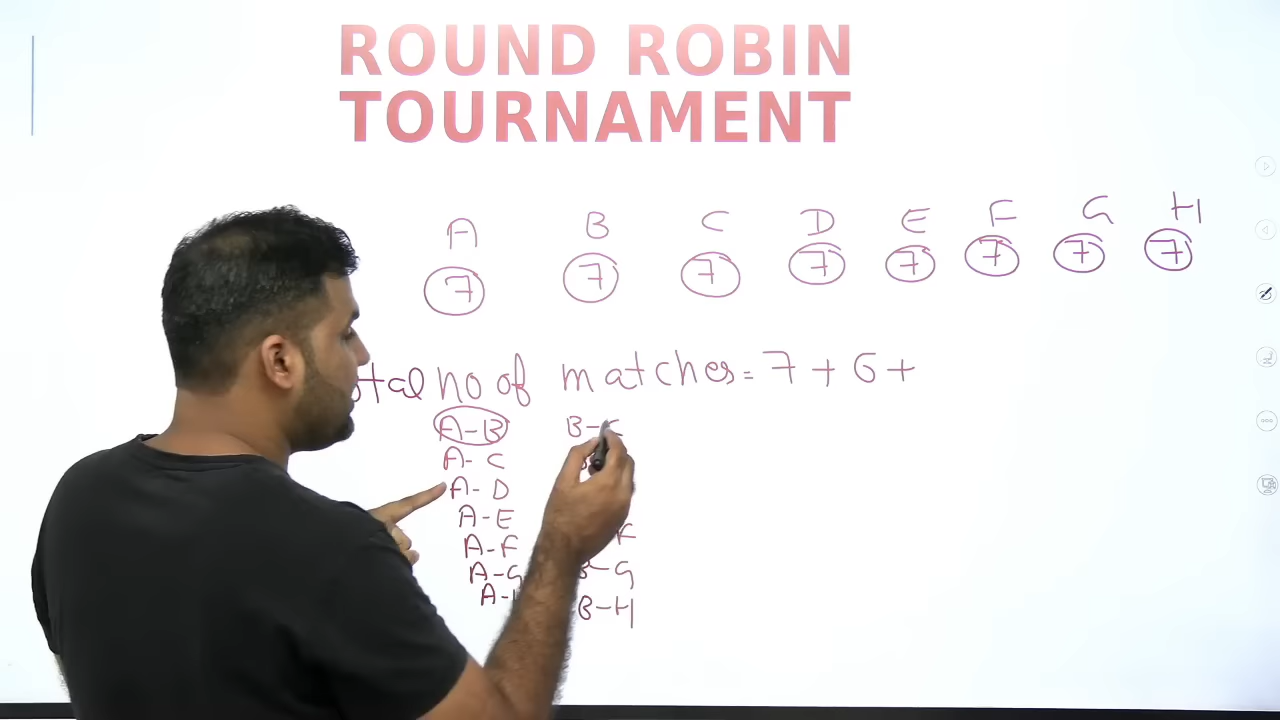 ROUND ROBIN
TOURNAMENT
A B C D E F G H
7 7 7 7 7 7 7 7
no of matches = 7 + 6 +
A-B B-C
A-C
A-D
A-E
A-F F
A-G B-G
A- B-H